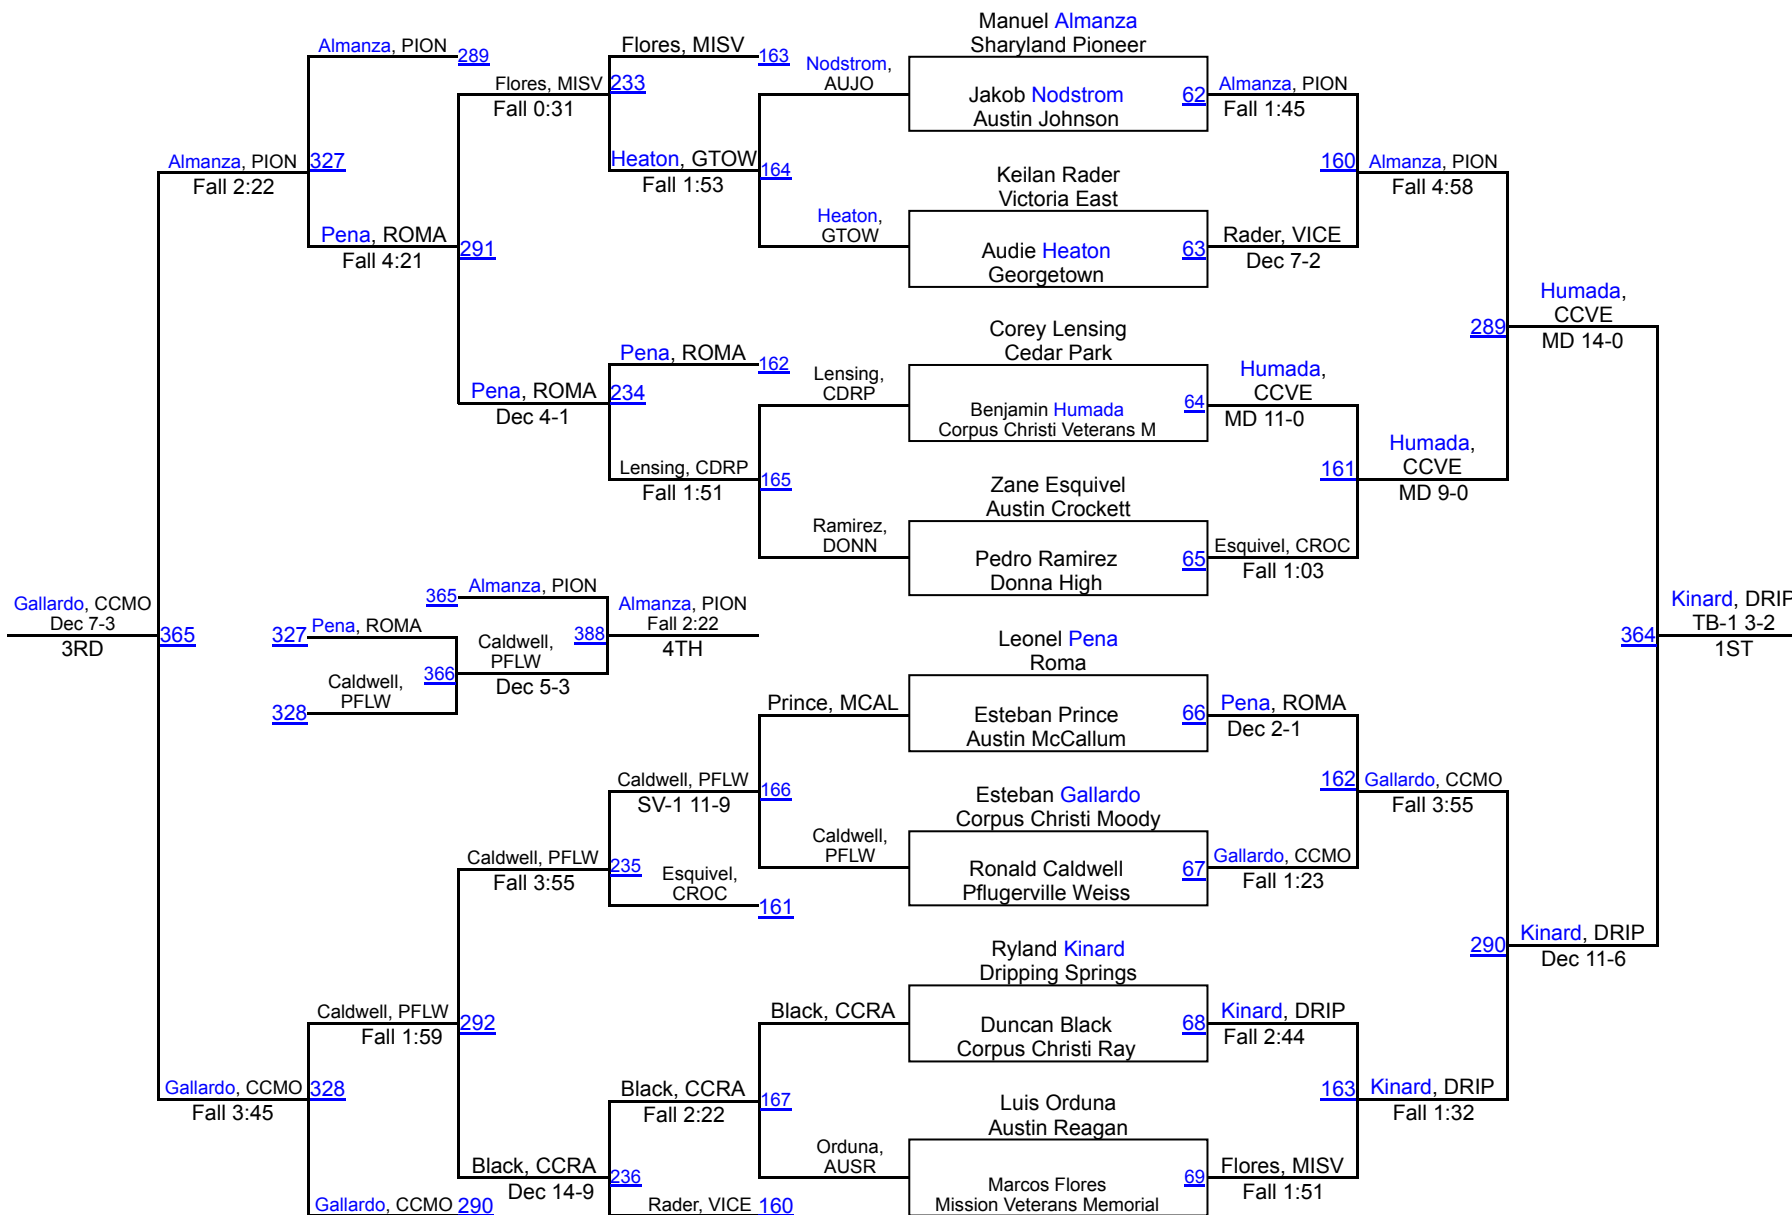 Manuel Almanza
Sharyland Pioneer
Almanza, PION
289
Flores, MISV
163
Nodstrom,
AUJO
Jakob Nodstrom
Austin Johnson
62
Almanza, PION
Fall 1:45
Flores, MISV
Fall 0:31
233
Almanza, PION
Fall 2:22
327
Heaton, GTOW
Fall 1:53
164
Keilan Rader
Victoria East
160
Almanza, PION
Fall 4:58
Heaton,
GTOW
Audie Heaton
Georgetown
63
Rader, VICE
Dec 7-2
Pena, ROMA
Fall 4:21
291
Humada,
CCVE
MD 14-0
289
Corey Lensing
Cedar Park
Pena, ROMA
162
Lensing,
CDRP
Benjamin Humada
Corpus Christi Veterans M
64
Humada,
CCVE
MD 11-0
Pena, ROMA
Dec 4-1
234
Lensing, CDRP
Fall 1:51
165
Zane Esquivel
Austin Crockett
161
Humada,
CCVE
MD 9-0
Ramirez,
DONN
Pedro Ramirez
Donna High
65
Esquivel, CROC
Fall 1:03
Gallardo, CCMO
Dec 7-3
3RD
365
365
Almanza, PION
327
Pena, ROMA
366
Caldwell,
PFLW
Dec 5-3
388
Almanza, PION
Fall 2:22
4TH
328
Caldwell,
PFLW
364
Kinard, DRIP
TB-1 3-2
1ST
Leonel Pena
Roma
Prince, MCAL
Esteban Prince
Austin McCallum
66
Pena, ROMA
Dec 2-1
Caldwell, PFLW
SV-1 11-9
166
Esteban Gallardo
Corpus Christi Moody
162
Gallardo, CCMO
Fall 3:55
Caldwell,
PFLW
Ronald Caldwell
Pflugerville Weiss
67
Gallardo, CCMO
Fall 1:23
Caldwell, PFLW
Fall 3:55
235
Esquivel,
CROC
161
Ryland Kinard
Dripping Springs
290
Kinard, DRIP
Dec 11-6
Caldwell, PFLW
Fall 1:59
292
Black, CCRA
Duncan Black
Corpus Christi Ray
68
Kinard, DRIP
Fall 2:44
Gallardo, CCMO
Fall 3:45
328
Black, CCRA
Fall 2:22
167
Luis Orduna
Austin Reagan
163
Kinard, DRIP
Fall 1:32
Black, CCRA
Dec 14-9
236
Orduna,
AUSR
Marcos Flores
Mission Veterans Memorial
69
Flores, MISV
Fall 1:51
Gallardo, CCMO
290
Rader, VICE
160